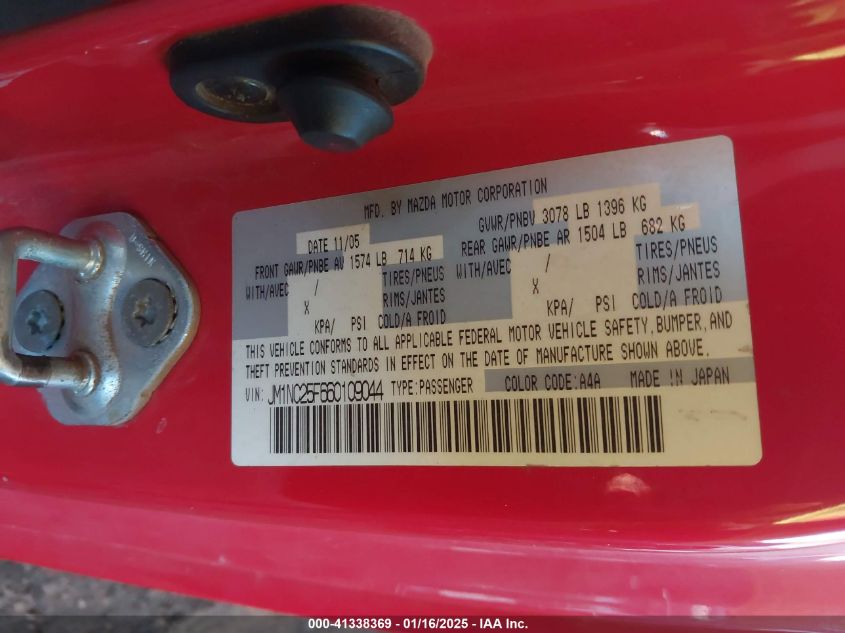 MFD. BY MAZDA MOTOR CORPORATION
DATE 11/05 GVWR/PNBV 3078 LB 1396 KG
FRONT GAWR/PNBE AV 1574 LB 714 KG REAR GAWR/PNBE AR 1504 LB 682 KG
WITH/AVEC / TIRES/PNEUS WITH/AVEC / TIRES/PNEUS
X RIMS/JANTES X RIMS/JANTES
KPA/ PSI COLD/A FROID KPA/ PSI COLD/A FROID
THIS VEHICLE CONFORMS TO ALL APPLICABLE FEDERAL MOTOR VEHICLE SAFETY, BUMPER, AND
THEFT PREVENTION STANDARDS IN EFFECT ON THE DATE OF MANUFACTURE SHOWN ABOVE.
VIN: JM1NC25F660109044 TYPE:PASSENGER COLOR CODE:A4A MADE IN JAPAN
000-41338369 - 01/16/2025 - IAA Inc.